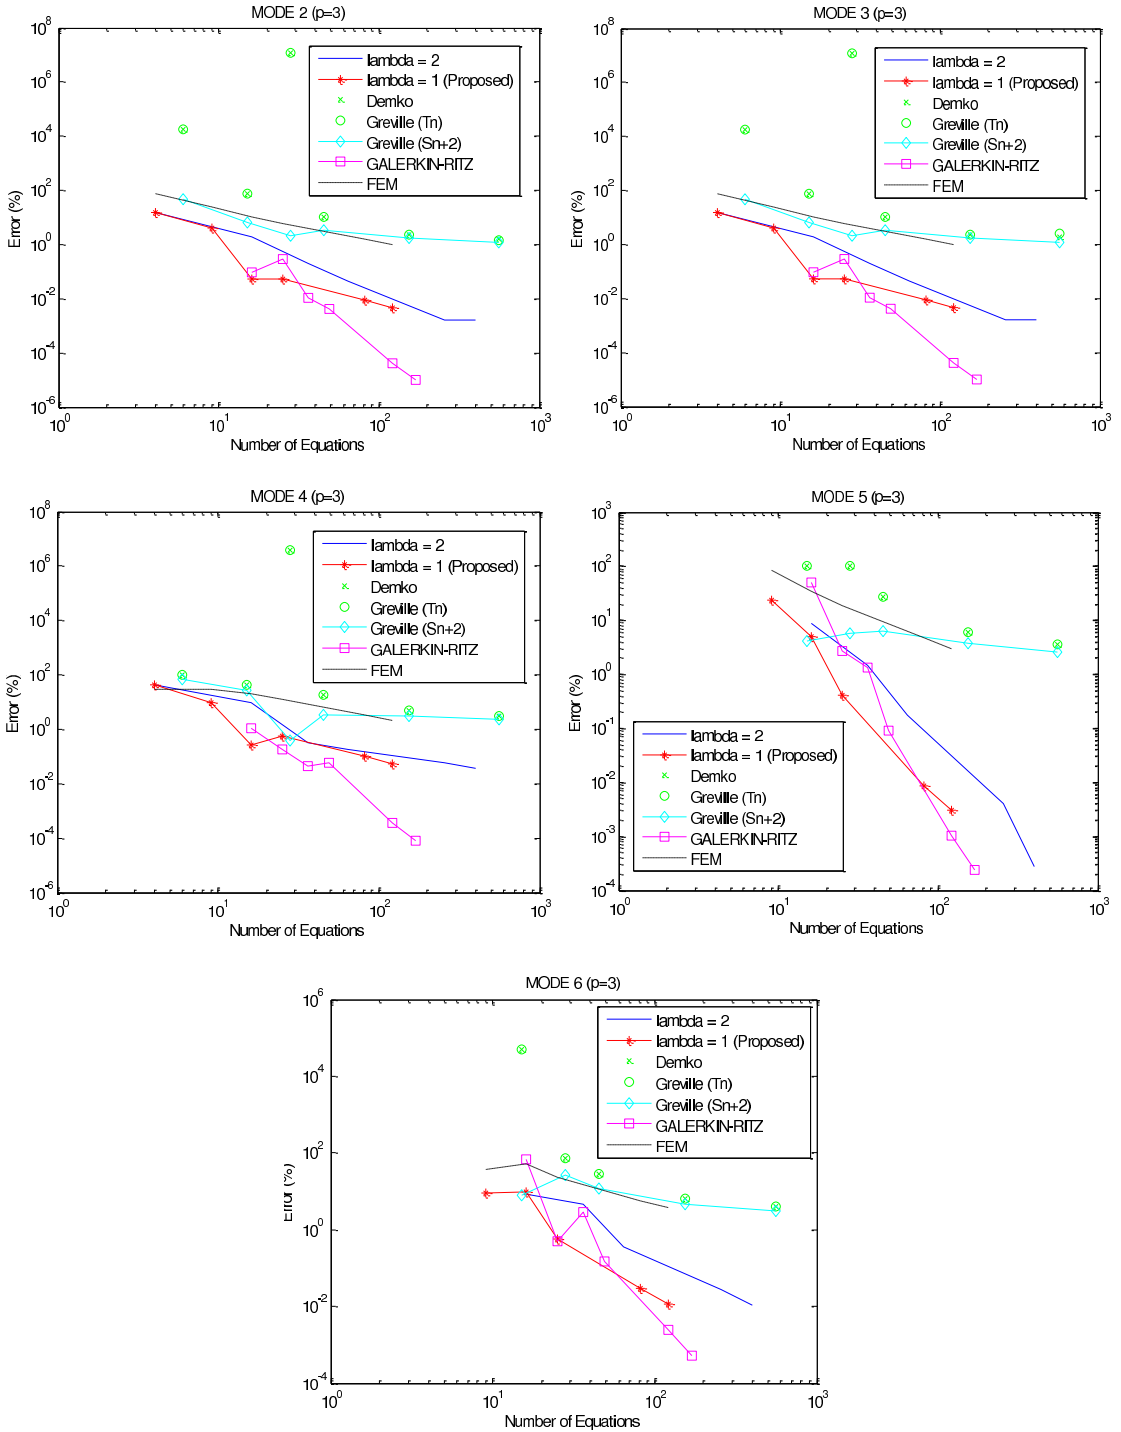 MODE 2 (p=3)
10^8
10^6
10^4
10^2
10^0
10^-2
10^-4
10^-6
Error (%)
10^0
10^1
10^2
10^3
Number of Equations
lambda = 2
lambda = 1 (Proposed)
Demko
Greville (Tn)
Greville (Sn+2)
GALERKIN-RITZ
FEM
MODE 3 (p=3)
10^8
10^6
10^4
10^2
10^0
10^-2
10^-4
10^-6
Error (%)
10^0
10^1
10^2
10^3
Number of Equations
lambda = 2
lambda = 1 (Proposed)
Demko
Greville (Tn)
Greville (Sn+2)
GALERKIN-RITZ
FEM
MODE 4 (p=3)
10^8
10^6
10^4
10^2
10^0
10^-2
10^-4
10^-6
Error (%)
10^0
10^1
10^2
10^3
Number of Equations
lambda = 2
lambda = 1 (Proposed)
Demko
Greville (Tn)
Greville (Sn+2)
GALERKIN-RITZ
FEM
MODE 5 (p=3)
10^3
10^2
10^1
10^0
10^-1
10^-2
10^-3
10^-4
Error (%)
10^0
10^1
10^2
10^3
Number of Equations
lambda = 2
lambda = 1 (Proposed)
Demko
Greville (Tn)
Greville (Sn+2)
GALERKIN-RITZ
FEM
MODE 6 (p=3)
10^6
10^4
10^2
10^0
10^-2
10^-4
Error (%)
10^0
10^1
10^2
10^3
Number of Equations
lambda = 2
lambda = 1 (Proposed)
Demko
Greville (Tn)
Greville (Sn+2)
GALERKIN-RITZ
FEM